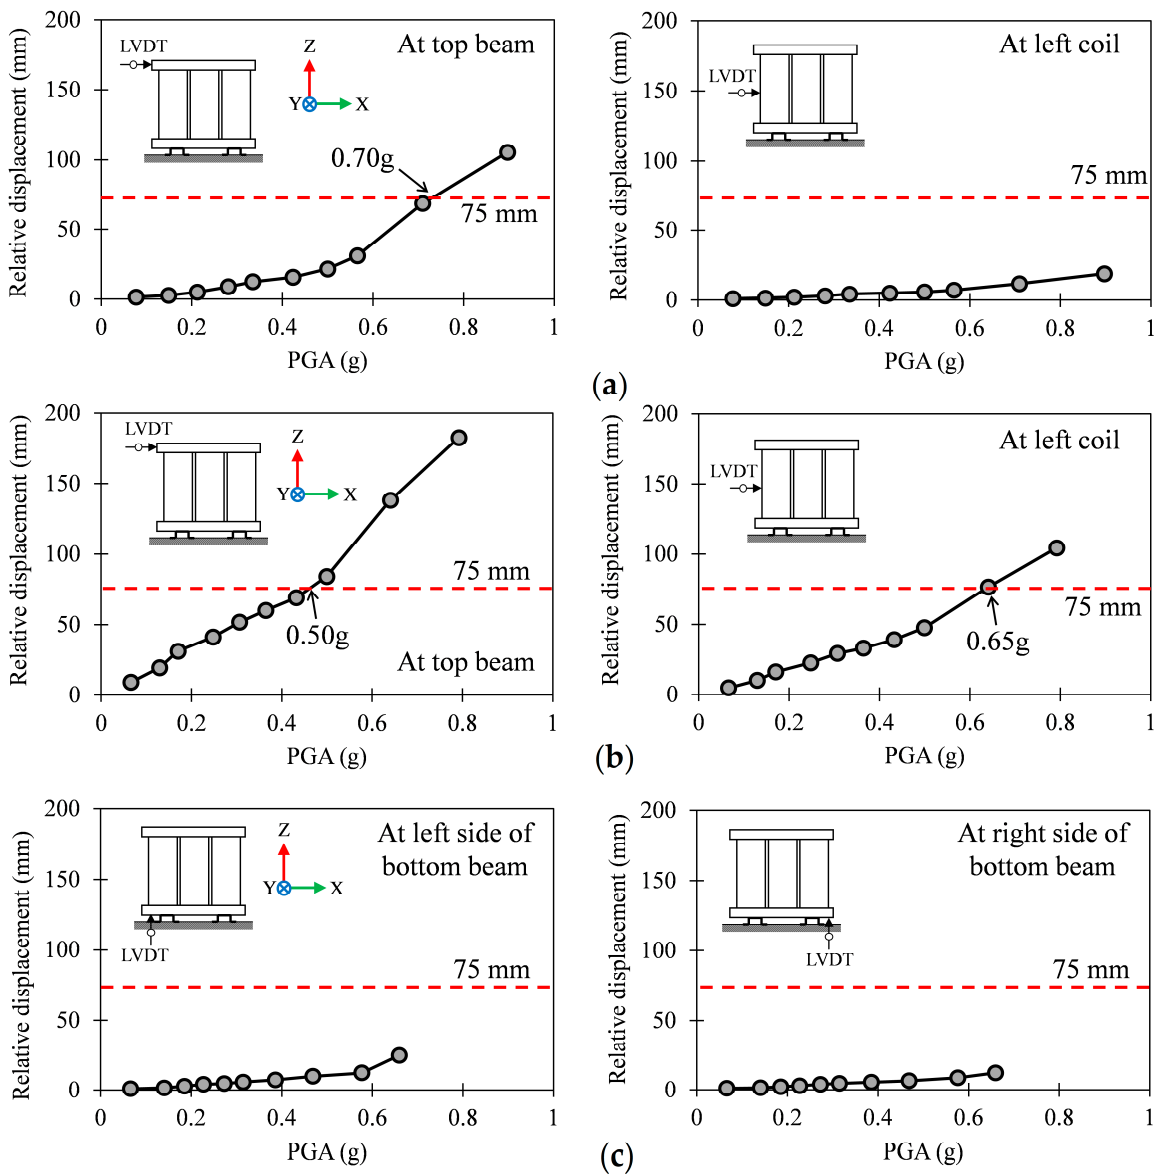 200
150
100
50
0
Relative displacement (mm)
LVDT
Z
Y
X
At top beam
0.70g
75 mm
0
0.2
0.4
0.6
0.8
1
PGA (g)
200
150
100
50
0
Relative displacement (mm)
LVDT
At left coil
75 mm
0
0.2
0.4
0.6
0.8
1
PGA (g)
(a)
200
150
100
50
0
Relative displacement (mm)
LVDT
Z
Y
X
75 mm
0.50g
At top beam
0
0.2
0.4
0.6
0.8
1
PGA (g)
200
150
100
50
0
Relative displacement (mm)
LVDT
At left coil
75 mm
0.65g
0
0.2
0.4
0.6
0.8
1
PGA (g)
(b)
200
150
100
50
0
Relative displacement (mm)
Z
Y
X
LVDT
At left side of
bottom beam
75 mm
0
0.2
0.4
0.6
0.8
1
PGA (g)
200
150
100
50
0
Relative displacement (mm)
LVDT
At right side of
bottom beam
75 mm
0
0.2
0.4
0.6
0.8
1
PGA (g)
(c)